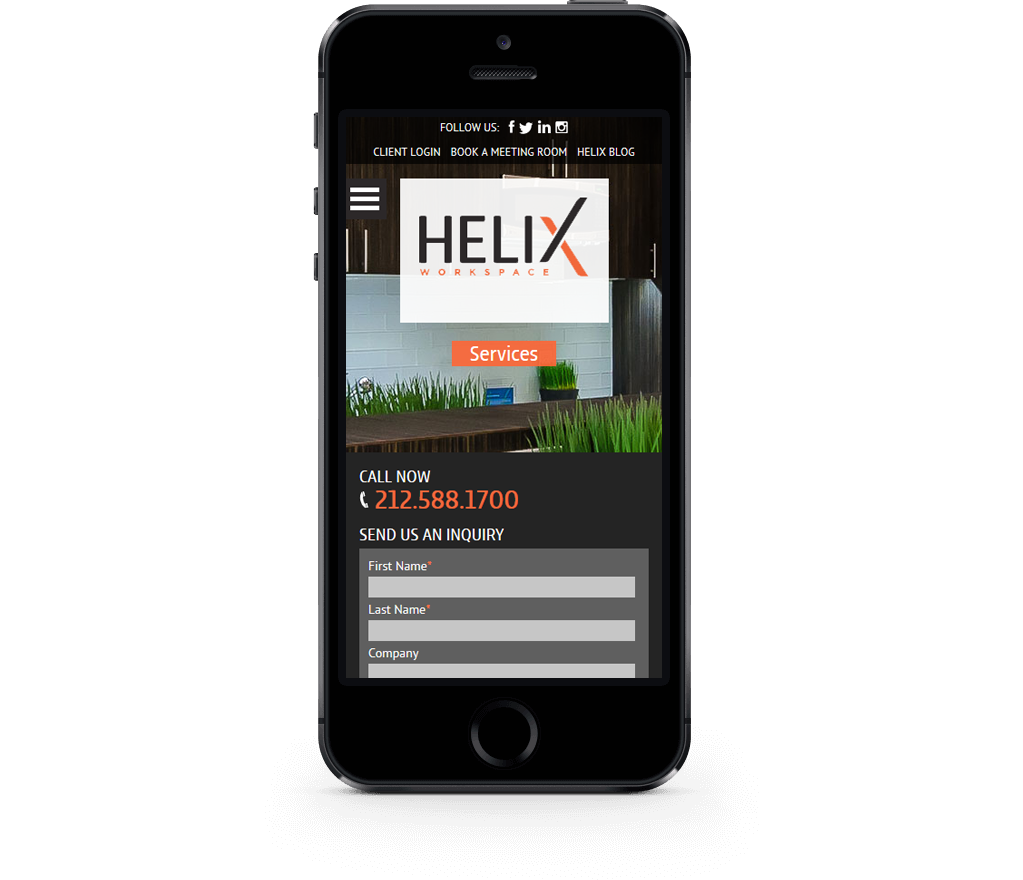 FOLLOW US:
CLIENT LOGIN BOOK A MEETING ROOM HELIX BLOG
HELIX
WORKSPACE
Services
CALL NOW
212.588.1700
SEND US AN INQUIRY
First Name*
Last Name*
Company